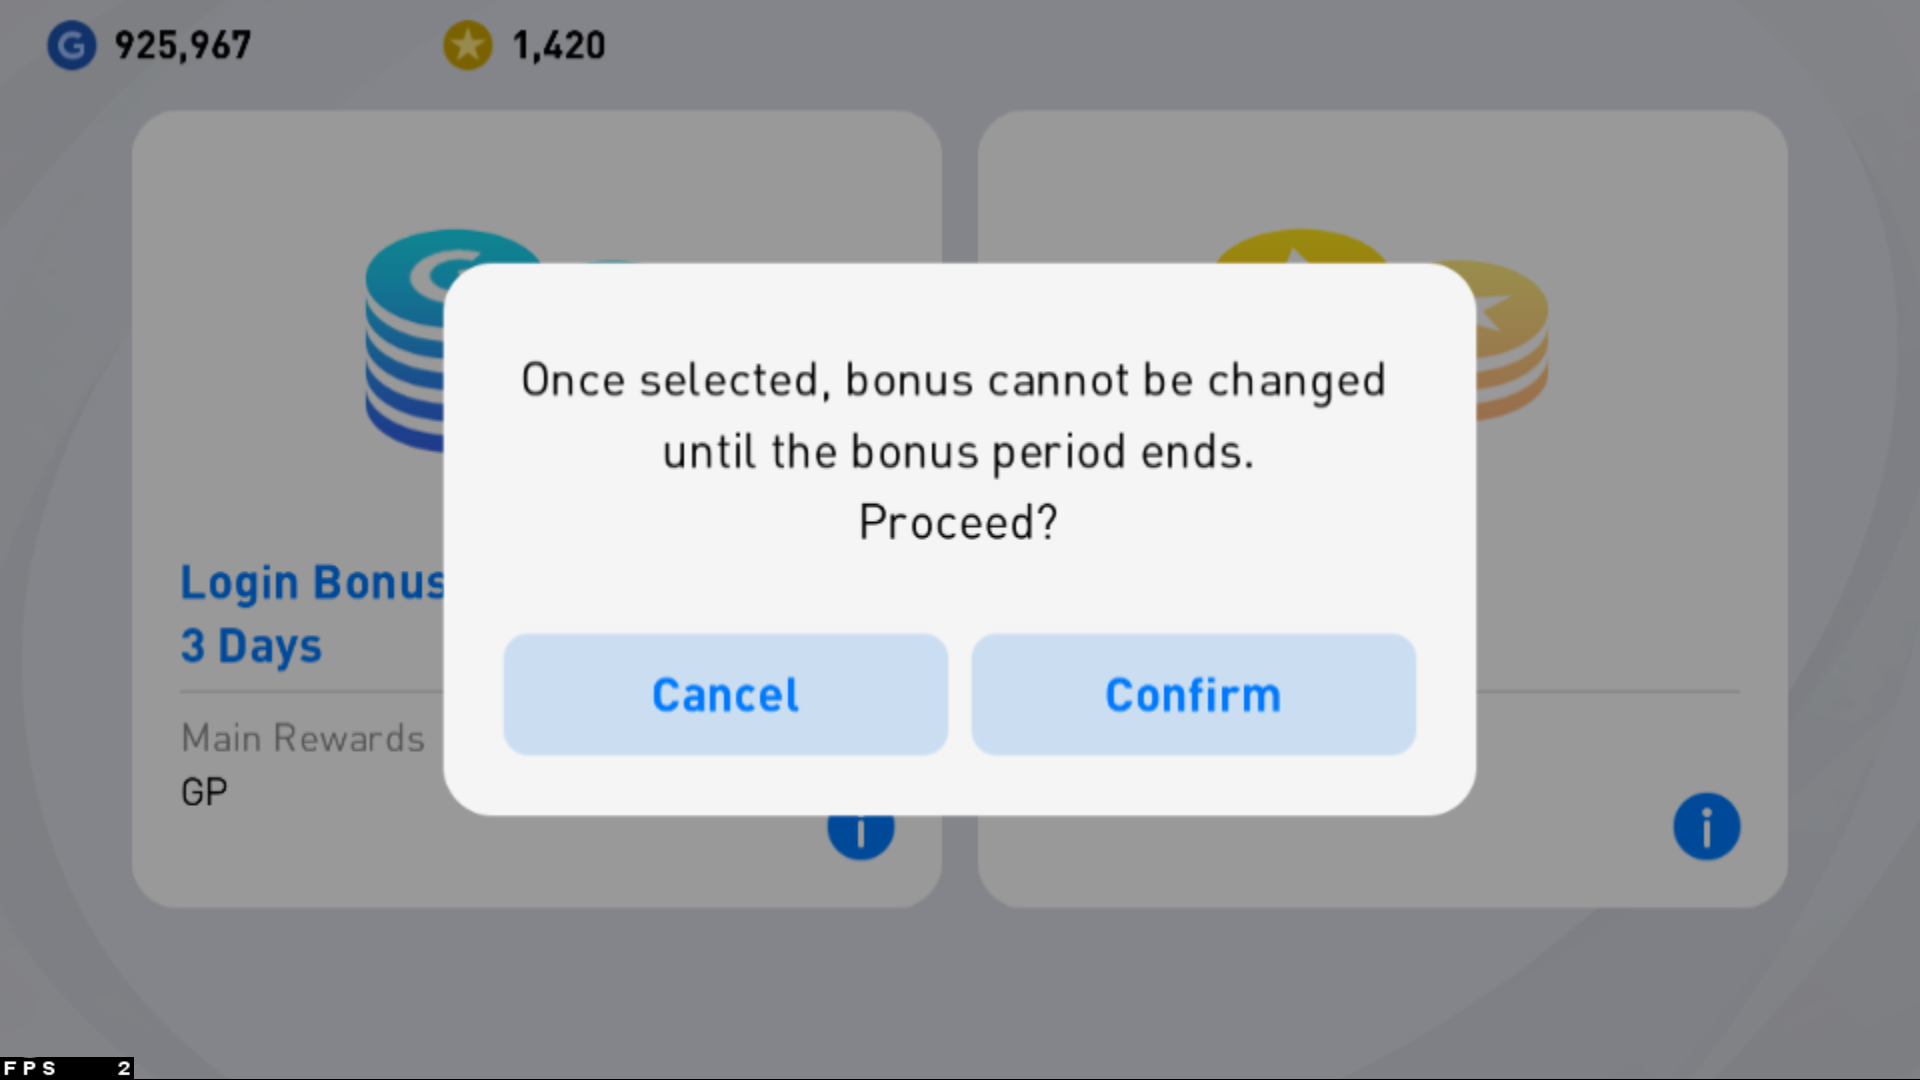 G 925,967 1,420
Once selected, bonus cannot be changed
until the bonus period ends.
Proceed?
Cancel Confirm
Login Bonus
3 Days
Main Rewards
GP
i i
FPS 2